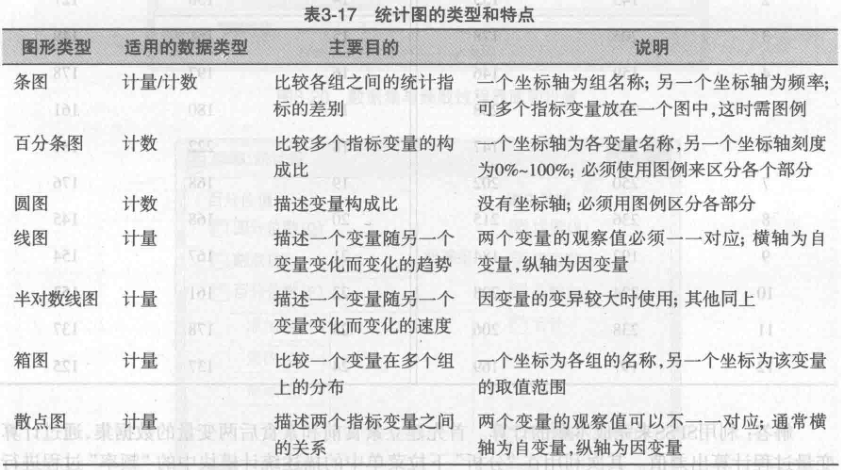 表3-17 统计图的类型和特点
图形类型 适用的数据类型 主要目的 说明
条图 计量/计数 比较各组之间的统计指 一个坐标轴为组名称；另一个坐标轴为频率；
标的差别 可多个指标变量放在一个图中,这时需图例
百分条图 计数 比较多个指标变量的构 一个坐标轴为各变量名称,另一个坐标轴刻度
成比 为0%~100%；必须使用图例来区分各个部分
圆图 计数 描述变量构成比 没有坐标轴；必须用图例区分各部分
线图 计量 描述一个变量随另一个 两个变量的观察值必须一一对应；横轴为自
变量变化而变化的趋势 变量,纵轴为因变量
半对数线图 计量 描述一个变量随另一个 因变量的变异较大时使用；其他同上
变量变化而变化的速度
箱图 计量 比较一个变量在多个组 一个坐标为各组的名称,另一个坐标为该变量
上的分布 的取值范围
散点图 计量 描述两个指标变量之间 两个变量的观察值可以不一一对应；通常横
的关系 轴为自变量,纵轴为因变量